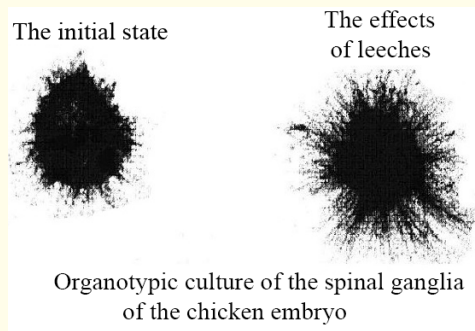 The initial state
The effects
of leeches
Organotypic culture of the spinal ganglia
of the chicken embryo